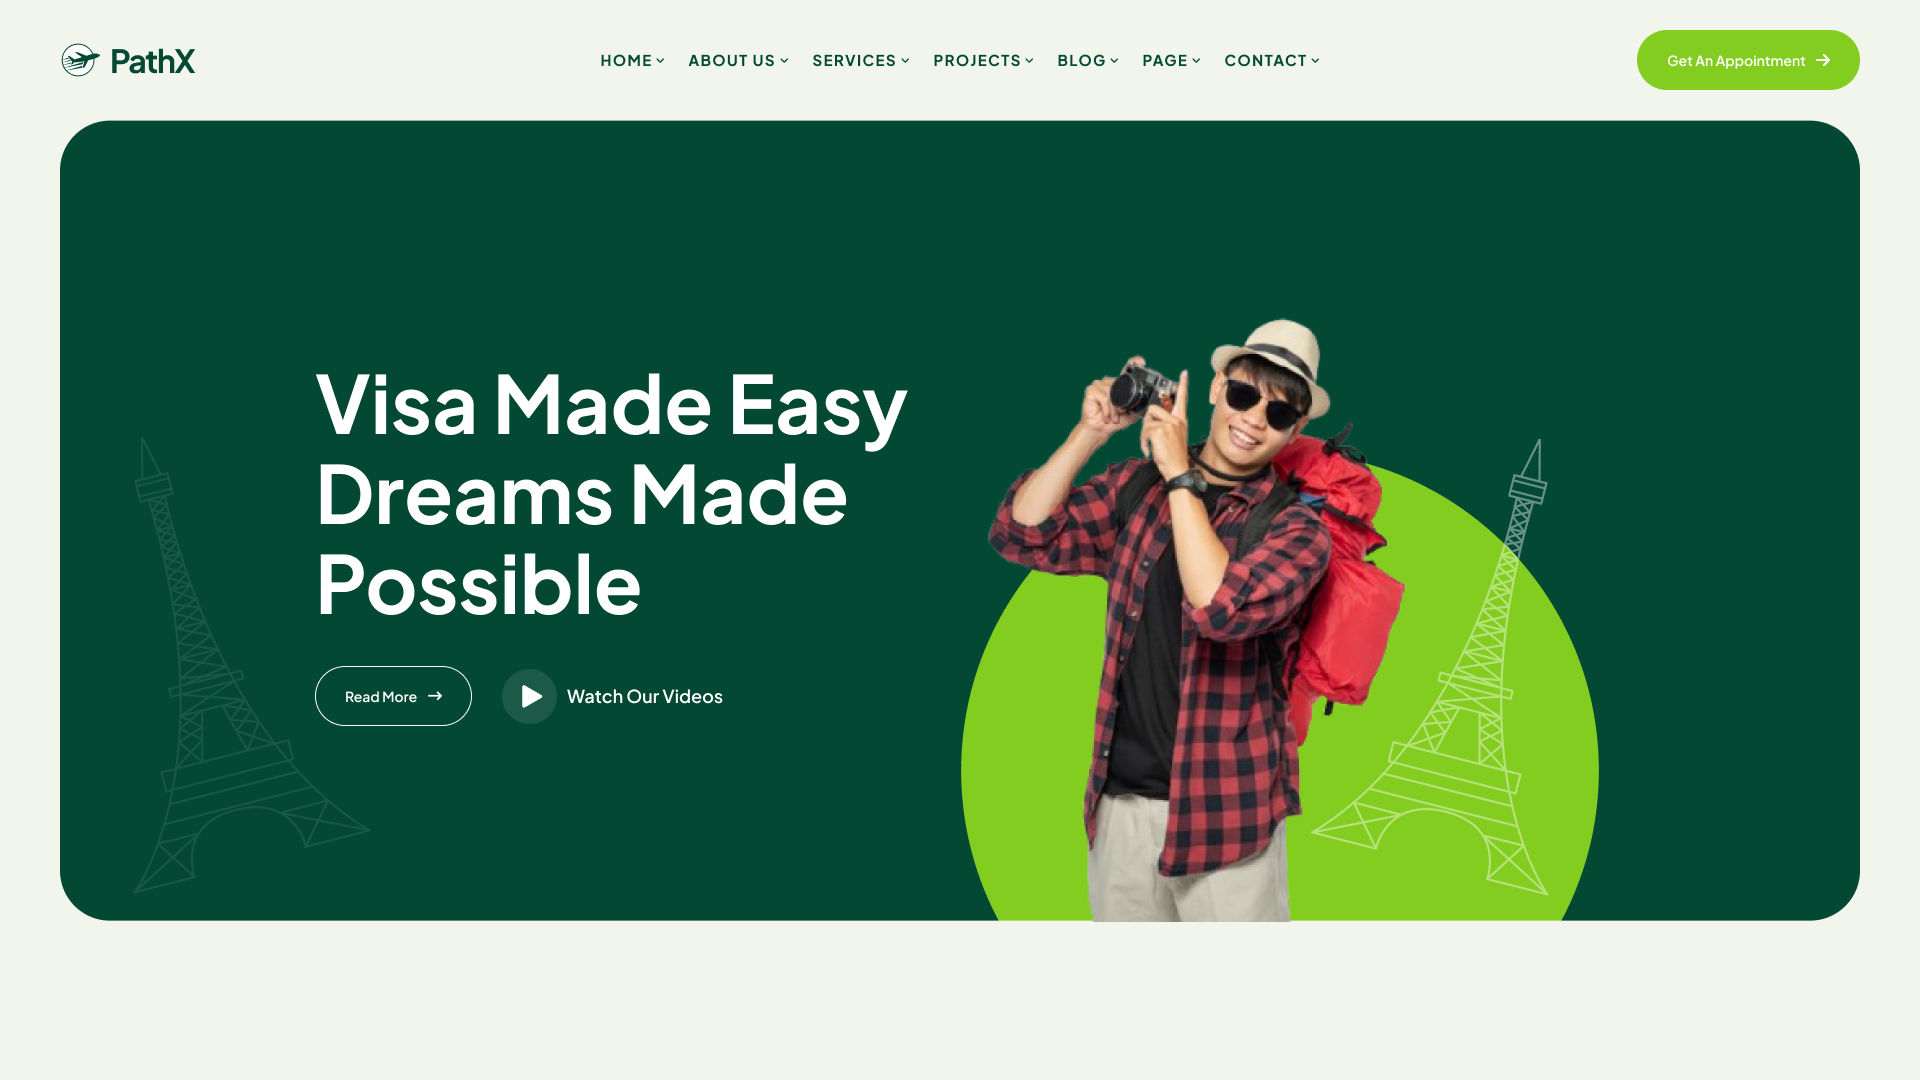 PathX
HOME
ABOUT US
SERVICES
PROJECTS
BLOG
PAGE
CONTACT
Get An Appointment
Visa Made Easy
Dreams Made
Possible
Read More
Watch Our Videos